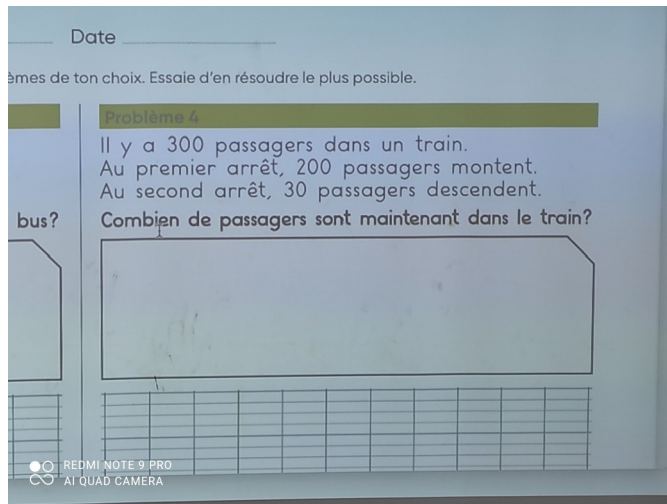 Date
èmes de ton choix. Essaie d'en résoudre le plus possible.
Problème 4
Il y a 300 passagers dans un train.
Au premier arrêt, 200 passagers montent.
Au second arrêt, 30 passagers descendent.
bus?
Combien de passagers sont maintenant dans le train?
REDMI NOTE 9 PRO
AI QUAD CAMERA